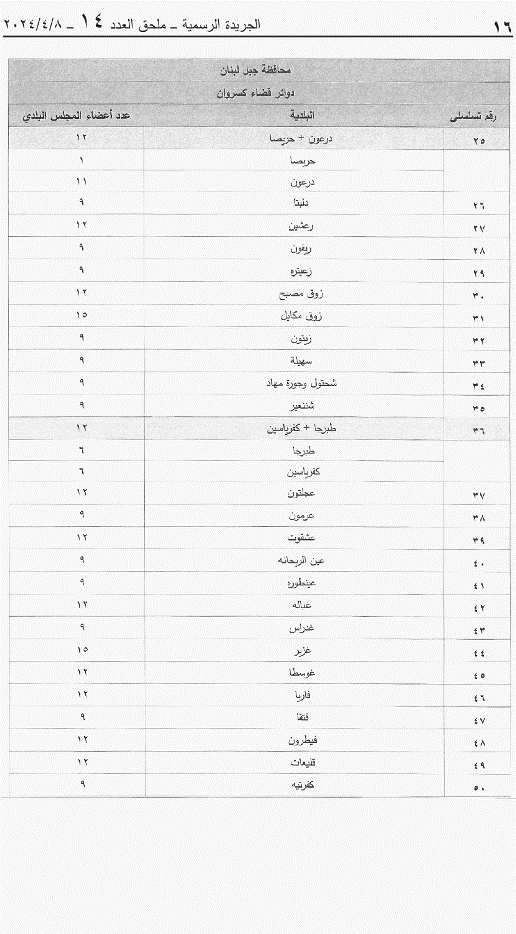 ١٦ الجريدة الرسمية – ملحق العدد ١٤ – ٢٠٢٤/٤/٨
محافظة جبل لبنان
دوائر قضاء كسروان
رقم تسلسلي البلدية عدد أعضاء المجلس البلدي
٢٥ درعون + حريصا ١٢
حريصا ١
درعون ١١
٢٦ دلبتا ٩
٢٧ رعشين ١٢
٢٨ ريفون ٩
٢٩ زعيتره ٩
٣٠ زوق مصبح ١٢
٣١ زوق مكايل ١٥
٣٢ زيتون ٩
٣٣ سهيلة ٩
٣٤ شحتول وجورة مهاد ٩
٣٥ شننعير ٩
٣٦ طبرجا + كفرياسين ١٢
طبرجا ٦
كفرياسين ٦
٣٧ عجلتون ١٢
٣٨ عرمون ٩
٣٩ عشقوت ١٢
٤٠ عين الريحانه ٩
٤١ عينطوره ٩
٤٢ غباله ١٢
٤٣ غدراس ٩
٤٤ غزير ١٥
٤٥ غوسطا ١٢
٤٦ فاريا ١٢
٤٧ فتقا ٩
٤٨ فيطرون ١٢
٤٩ قليعات ١٢
٥٠ كفرتيه ٩